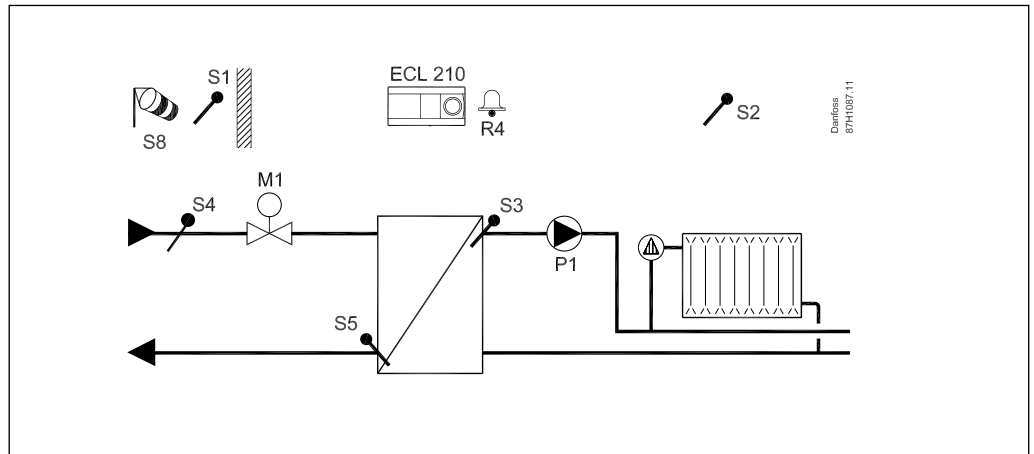 S1
ECL 210
S8
R4
S2
Danfoss
87H1087.11
S4
M1
S3
P1
S5